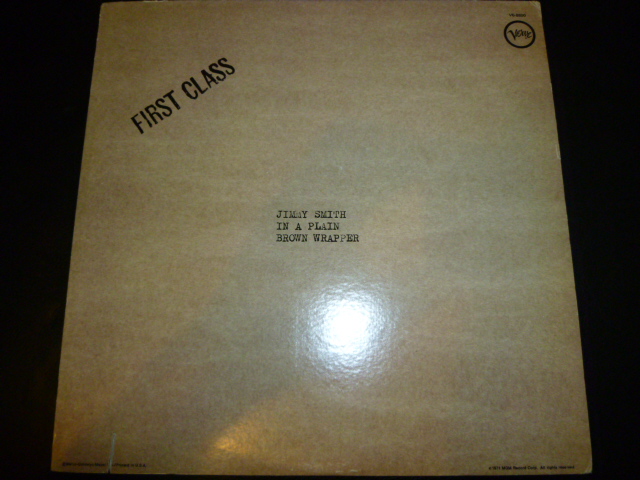 Verve
FIRST CLASS
JIMMY SMITH
IN A PLAIN
BROWN WRAPPER